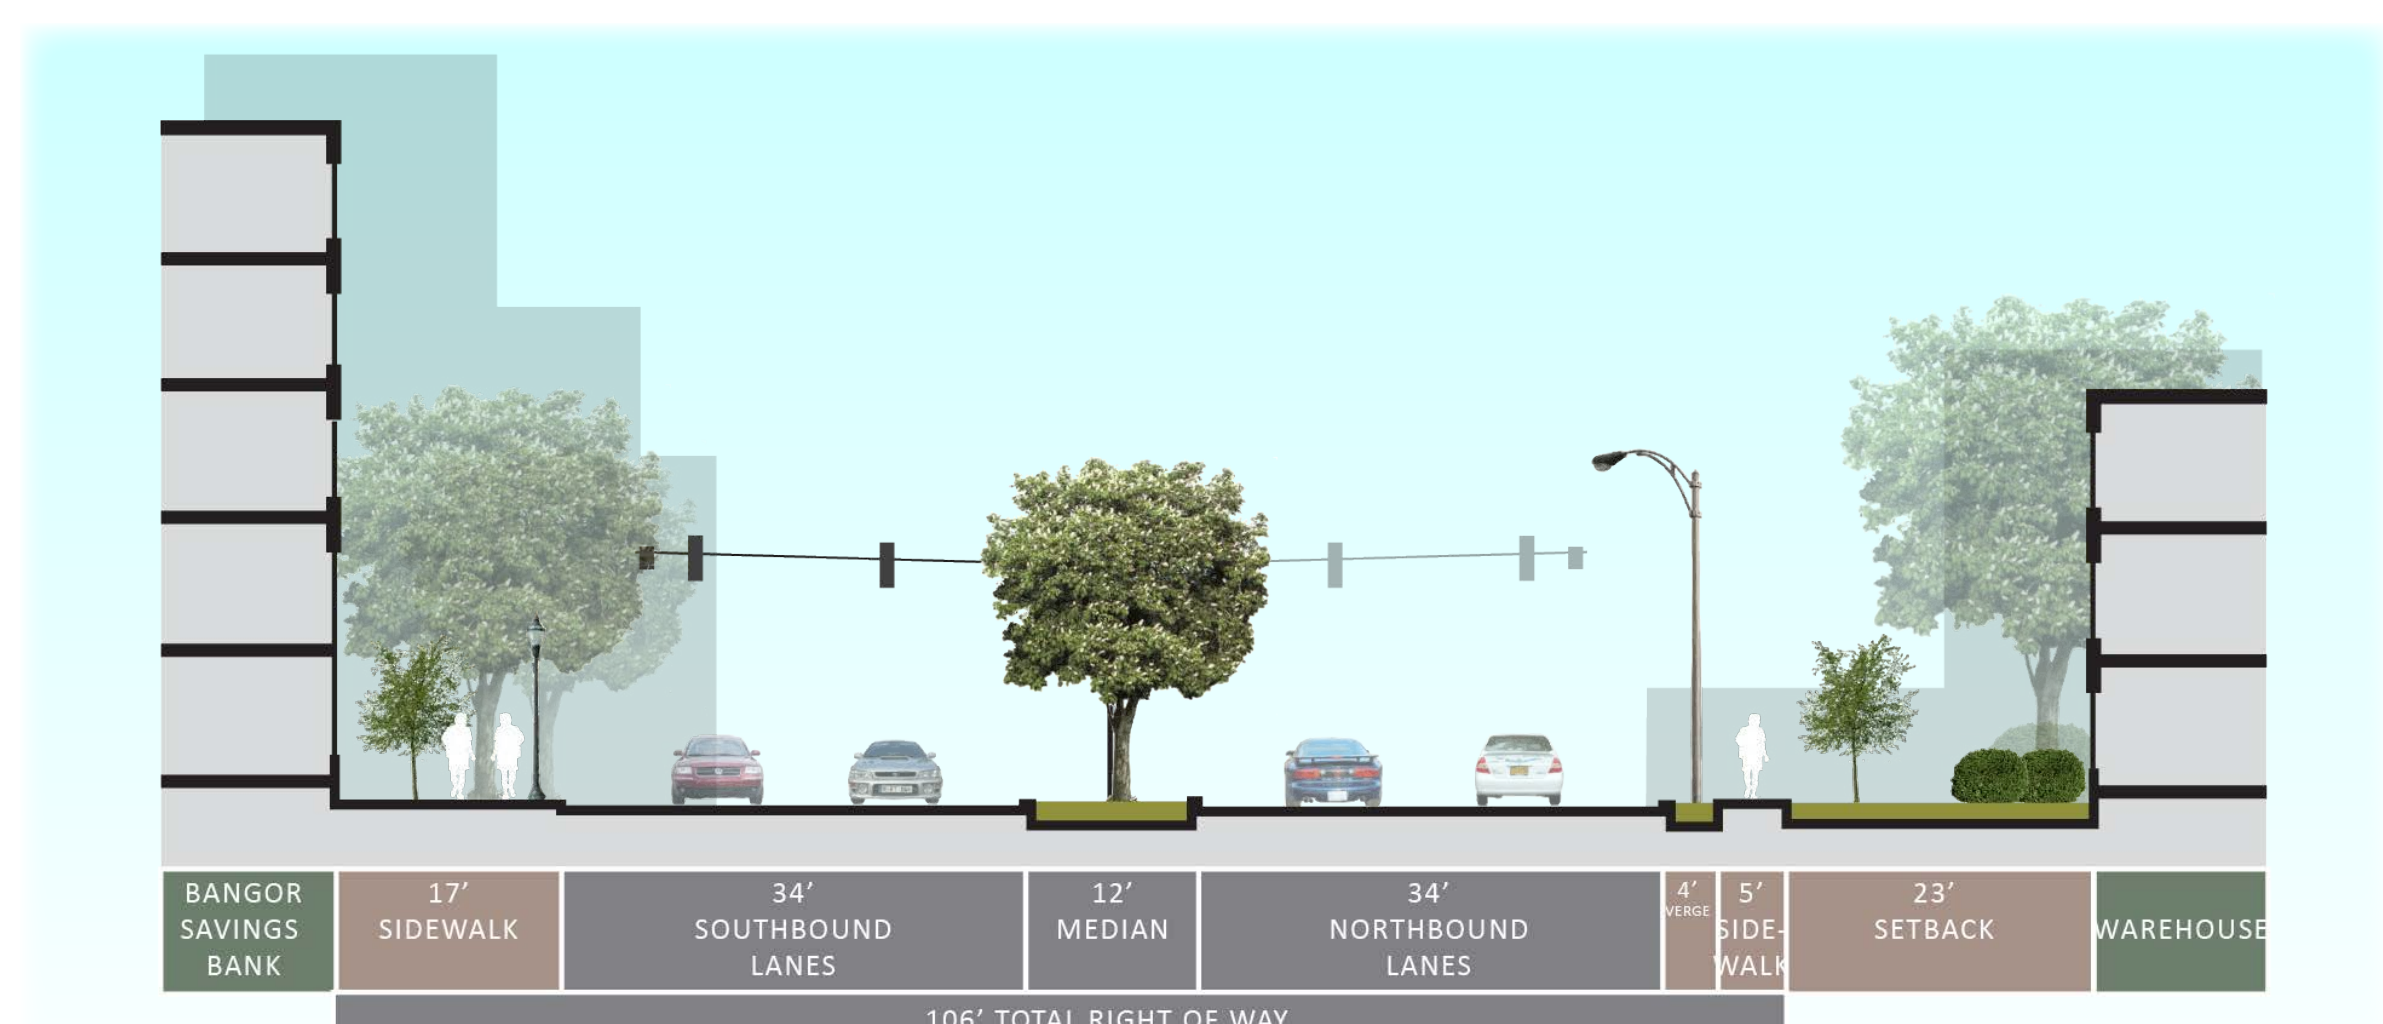 BANGOR
SAVINGS
BANK
17’
SIDEWALK
34’
SOUTHBOUND
LANES
12’
MEDIAN
34’
NORTHBOUND
LANES
4’
VERGE
5’
SIDE-
WALK
23’
SETBACK
WAREHOUSE
106’ TOTAL RIGHT OF WAY